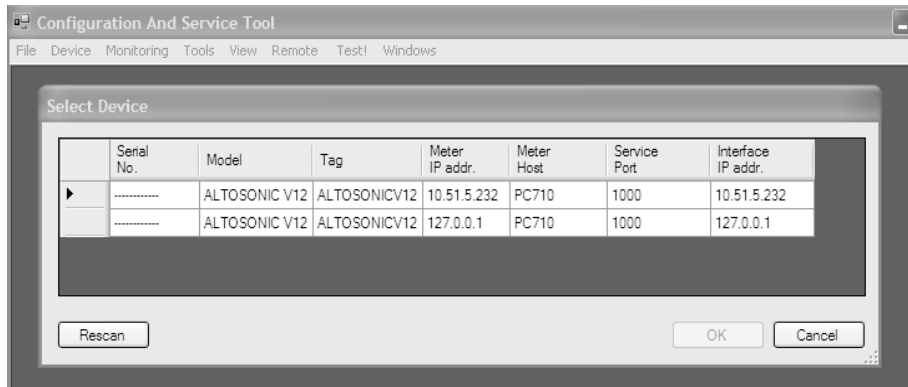 Configuration And Service Tool
File Device Monitoring Tools View Remote Test! Windows
Select Device
Serial No. Model Tag Meter IP addr. Meter Host Service Port Interface IP addr.
------------ ALTOSONIC V12 ALTOSONICV12 10.51.5.232 PC710 1000 10.51.5.232
------------ ALTOSONIC V12 ALTOSONICV12 127.0.0.1 PC710 1000 127.0.0.1
Rescan OK Cancel